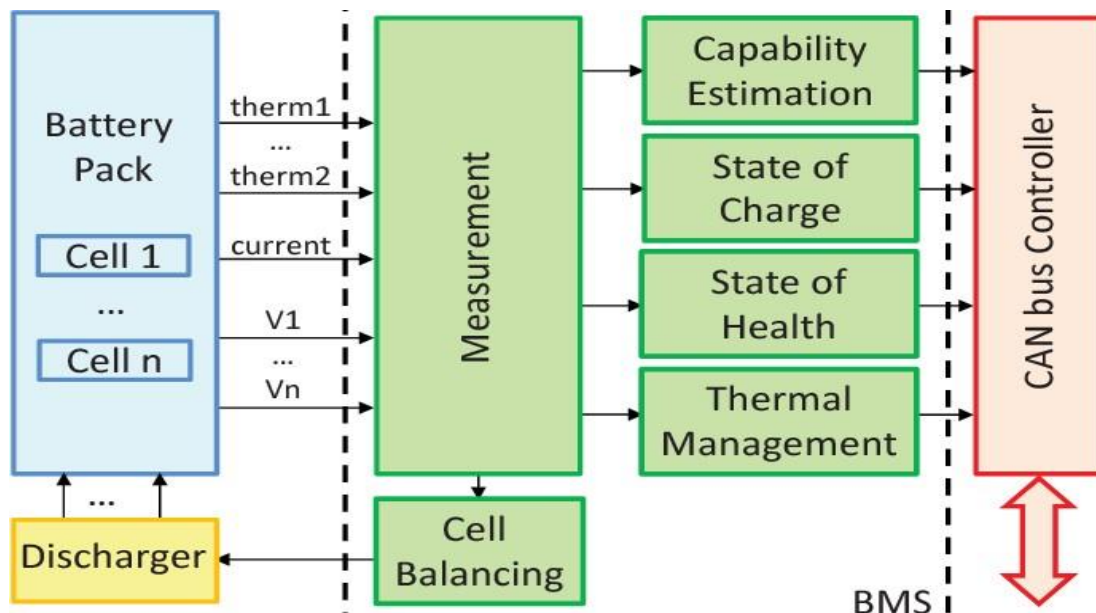 Battery
Pack
Cell 1
...
Cell n
therm1
...
therm2
current
V1
...
Vn
Measurement
Capability
Estimation
State of
Charge
State of
Health
Thermal
Management
CAN bus Controller
...
Discharger
Cell
Balancing
BMS